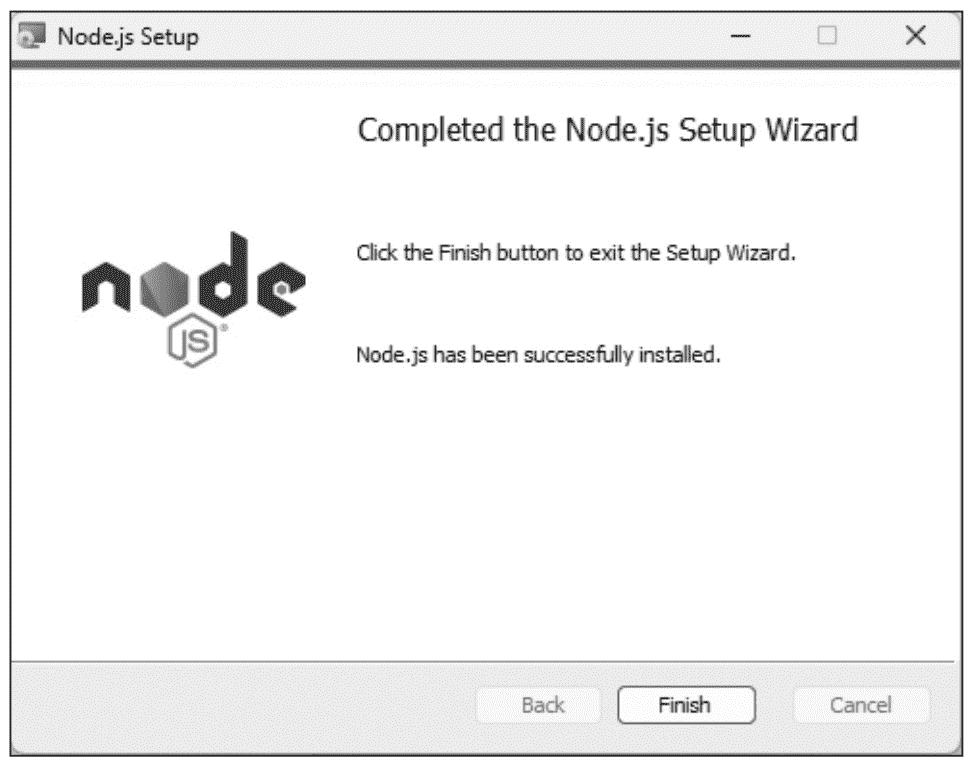 Node.js Setup
Completed the Node.js Setup Wizard
Click the Finish button to exit the Setup Wizard.
node
JS®
Node.js has been successfully installed.
Back Finish Cancel